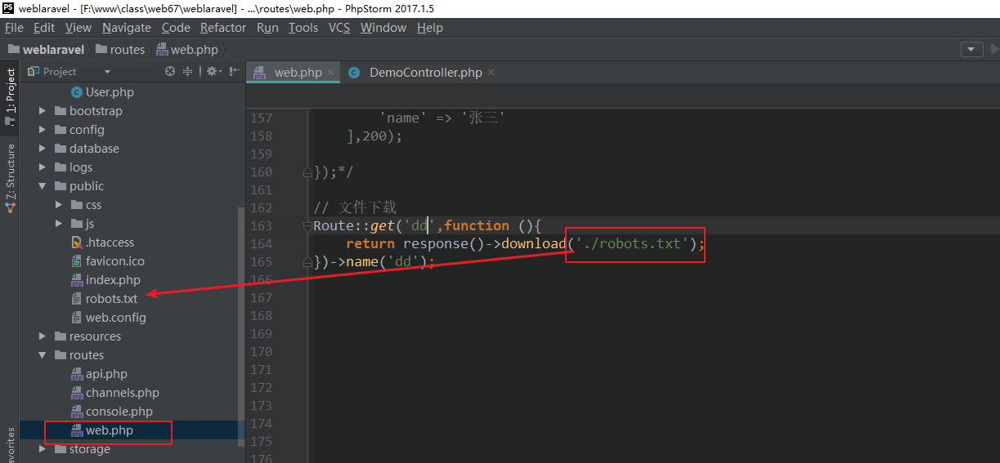 weblaravel - [F:\www\class\web67\weblaravel] - ...\routes\web.php - PhpStorm 2017.1.5
File Edit View Navigate Code Refactor Run Tools VCS Window Help
weblaravel routes web.php
Project
web.php
DemoController.php
1: Project
7: Structure
avorites
User.php
bootstrap
config
database
logs
public
css
js
.htaccess
favicon.ico
index.php
robots.txt
web.config
resources
routes
api.php
channels.php
console.php
web.php
storage
157 'name' => '张三'
158 ],200);
159
160 });*/
161
162 // 文件下载
163 Route::get('dd',function (){
164 return response()->download('./robots.txt');
165 })->name('dd');
166
167
168
169
170
171
172
173
174
175
176